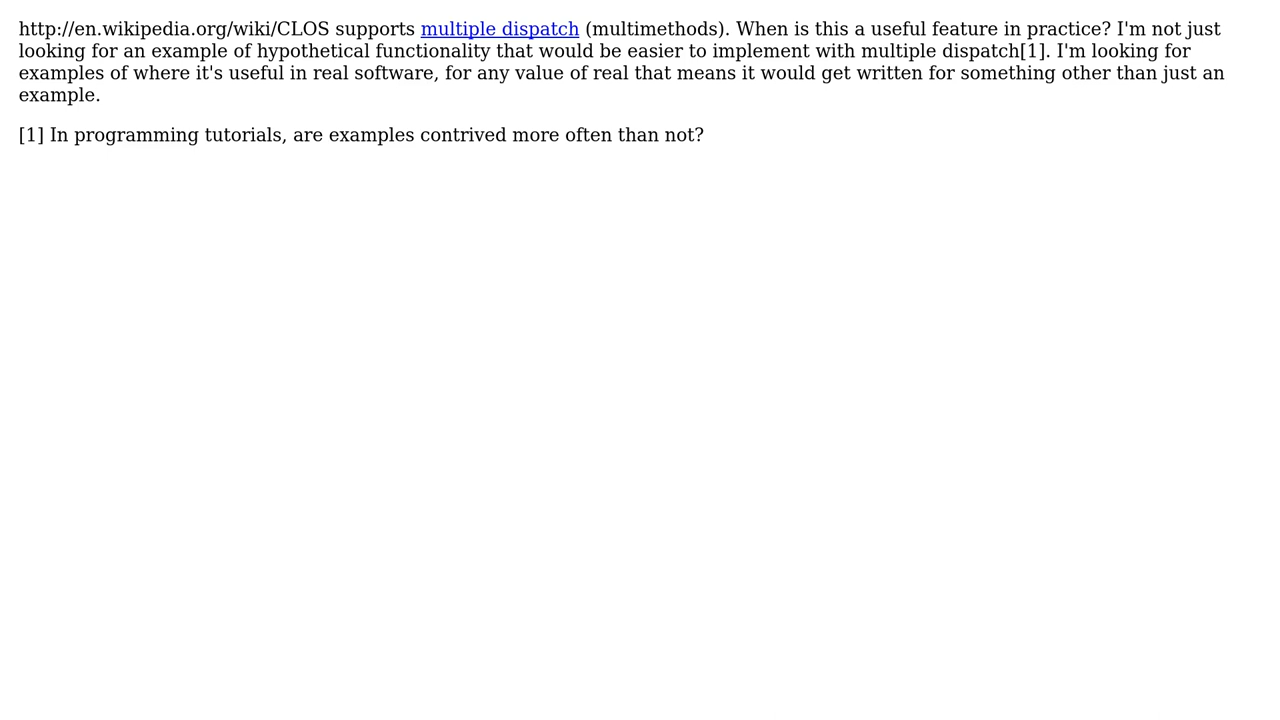 http://en.wikipedia.org/wiki/CLOS supports multiple dispatch (multimethods). When is this a useful feature in practice? I'm not just
looking for an example of hypothetical functionality that would be easier to implement with multiple dispatch[1]. I'm looking for
examples of where it's useful in real software, for any value of real that means it would get written for something other than just an
example.
[1] In programming tutorials, are examples contrived more often than not?